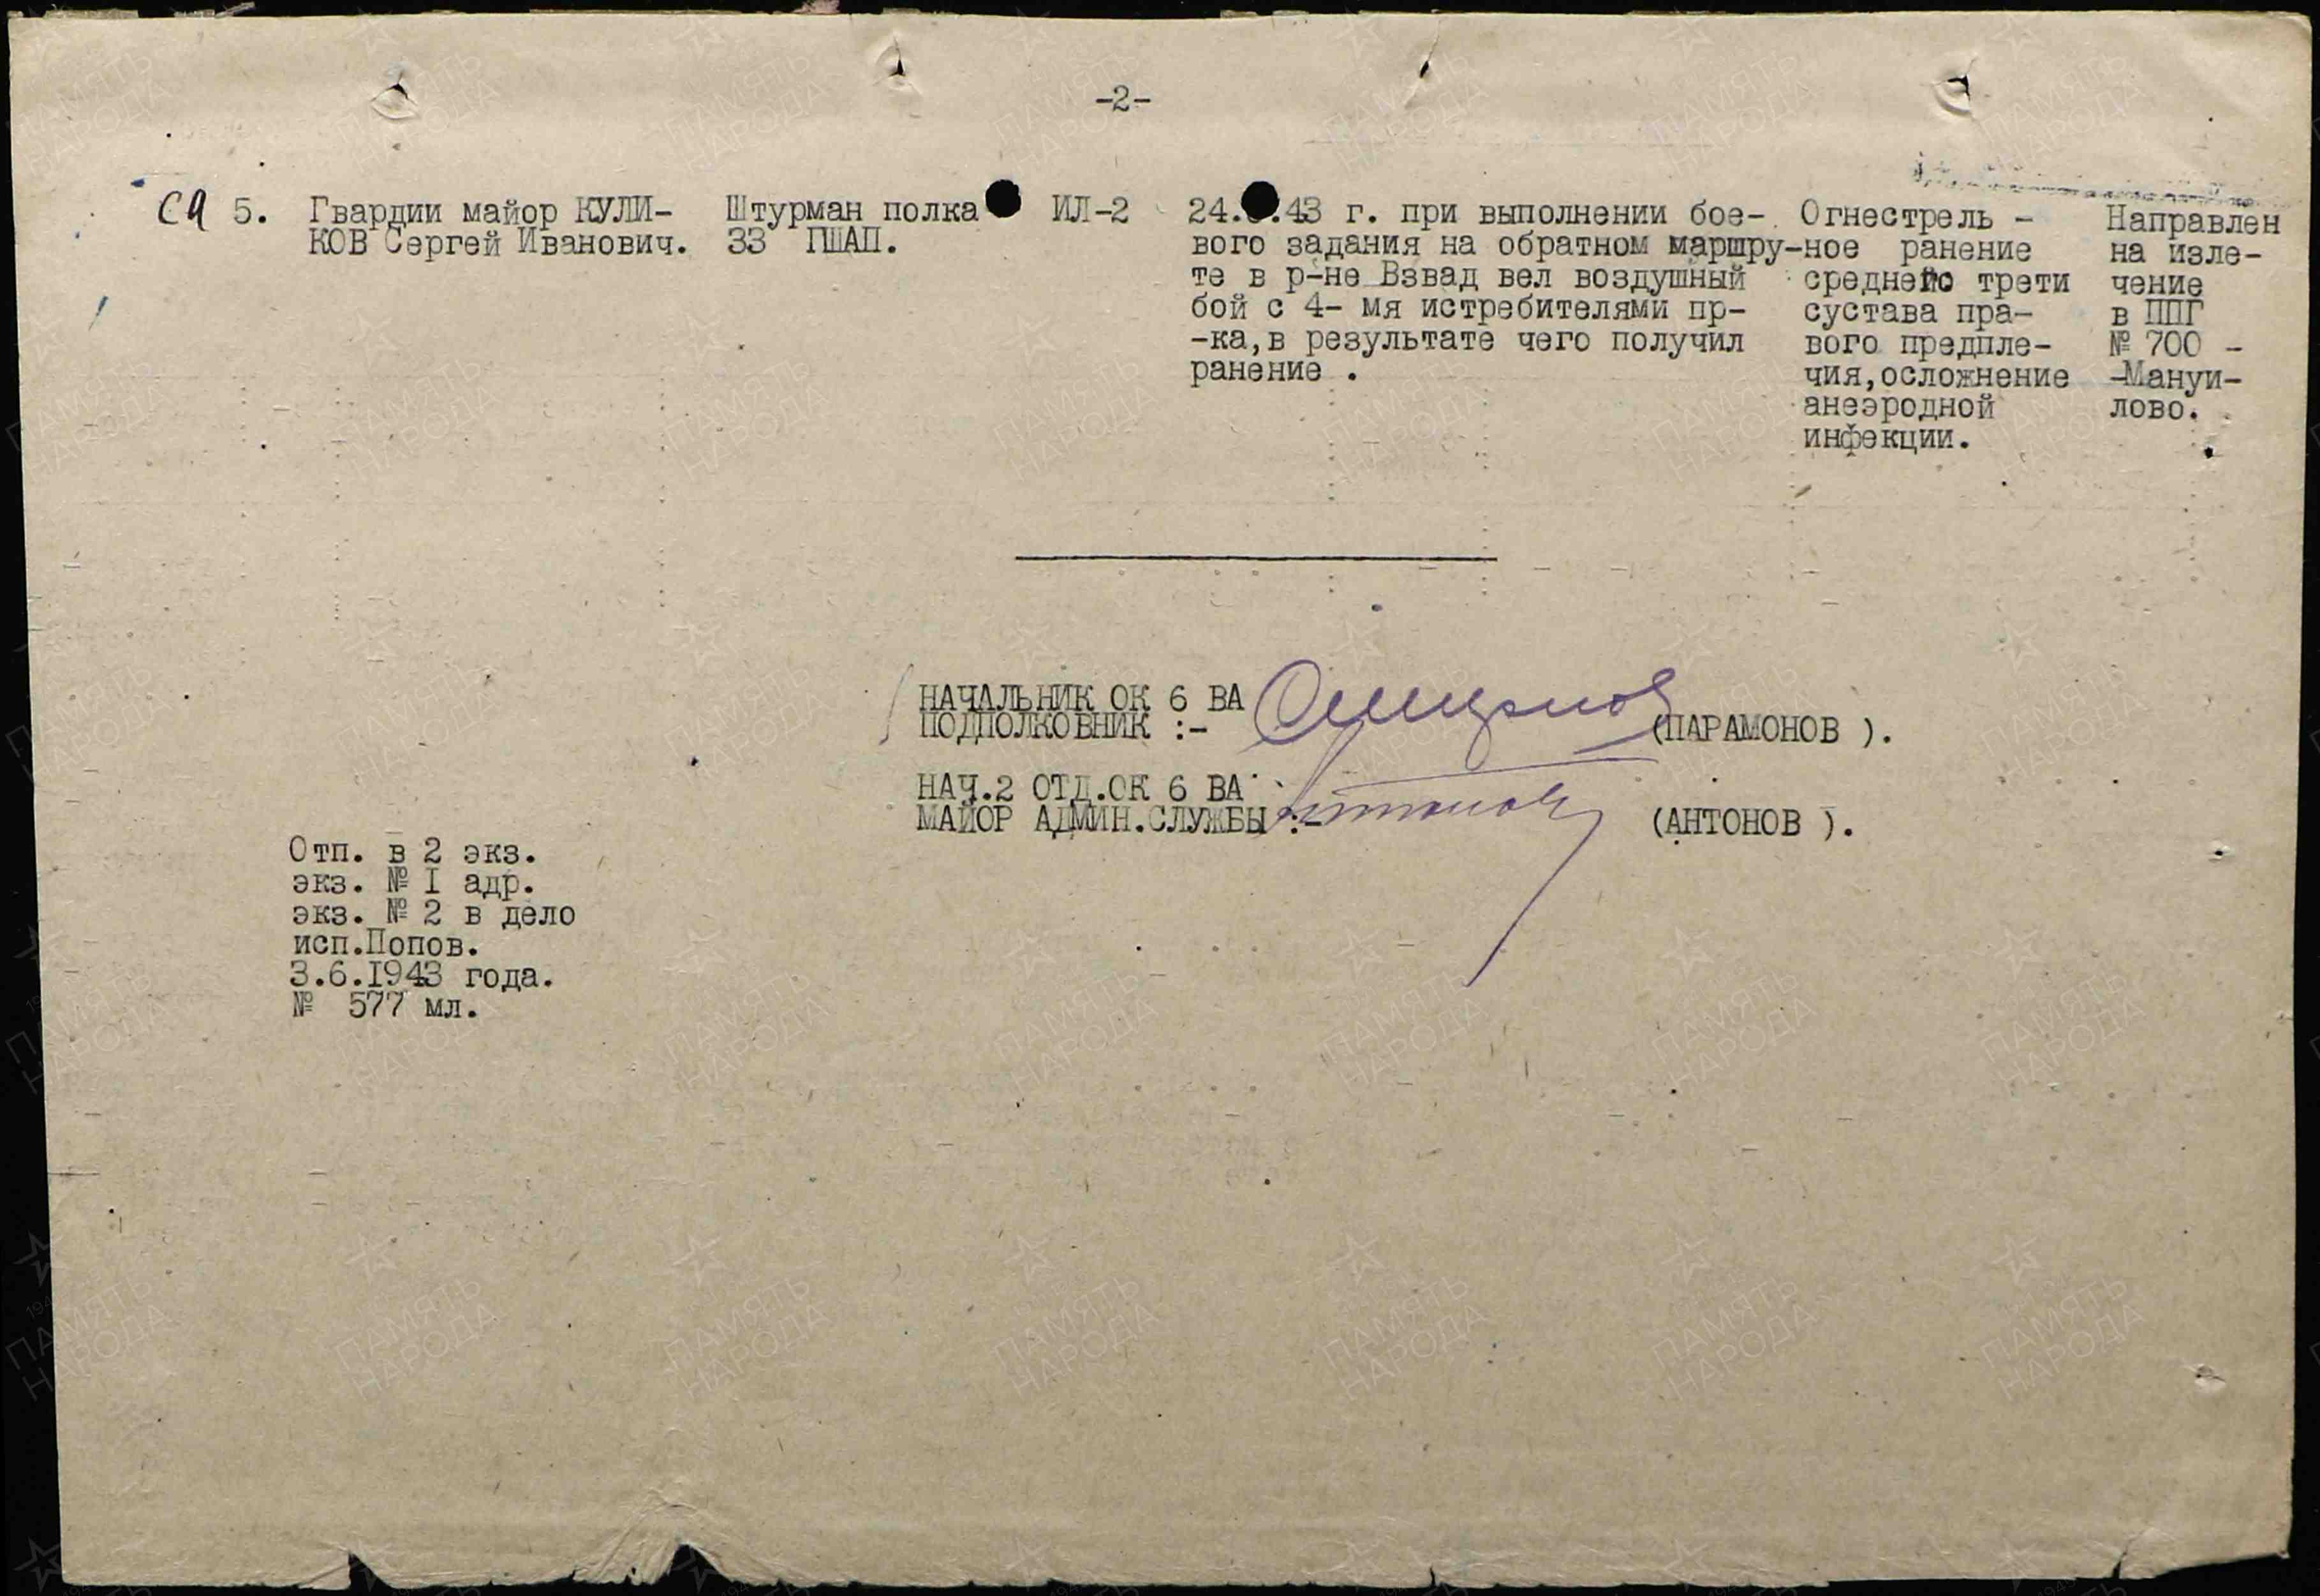 -2-
са 5. Гвардии майор КУЛИ-
КОВ Сергей Иванович.
Штурман полка
33 ГШАП.
ИЛ-2
24. .43 г. при выполнении бое-
вого задания на обратном маршру-
те в р-не Взвад вел воздушный
бой с 4- мя истребителями пр-
-ка,в результате чего получил
ранение .
Огнестрель -
ное ранение
средней трети
сустава пра-
вого предпле-
чия,осложнение
анеэродной
инфекции.
Направлен
на изле-
чение
в ППГ
№ 700 -
-Мануи-
лово.
НАЧАЛЬНИК ОК 6 ВА
ПОДПОЛКОВНИК :- (ПАРАМОНОВ ).
НАЧ.2 ОТД.ОК 6 ВА
МАЙОР АДМИН.СЛУЖБЫ :- (АНТОНОВ ).
Отп. в 2 экз.
экз. № I адр.
экз. № 2 в дело
исп.Попов.
3.6.1943 года.
№ 577 мл.
ПАМЯТЬ
НАРОДА